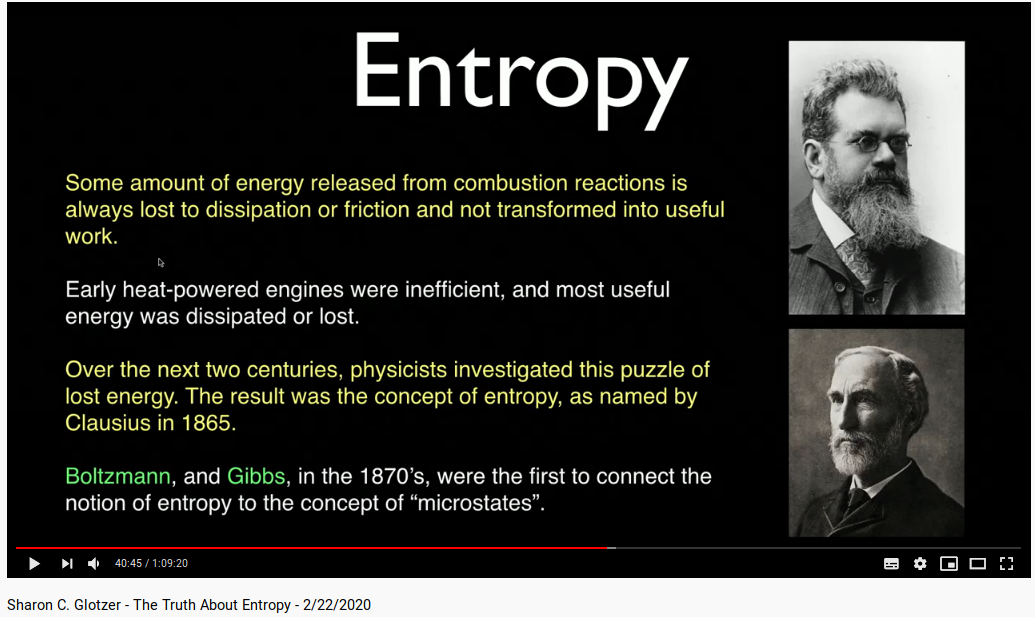 Entropy
Some amount of energy released from combustion reactions is
always lost to dissipation or friction and not transformed into useful
work.
Early heat-powered engines were inefficient, and most useful
energy was dissipated or lost.
Over the next two centuries, physicists investigated this puzzle of
lost energy. The result was the concept of entropy, as named by
Clausius in 1865.
Boltzmann, and Gibbs, in the 1870’s, were the first to connect the
notion of entropy to the concept of “microstates”.
40:45 / 1:09:20
Sharon C. Glotzer - The Truth About Entropy - 2/22/2020